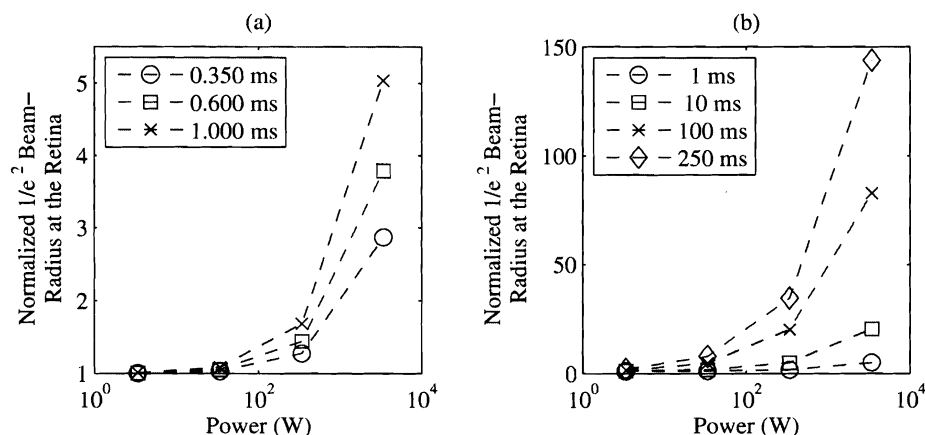 (a)
Normalized 1/e² Beam–
Radius at the Retina
5
4
3
2
1
0.350 ms
0.600 ms
1.000 ms
10⁰
10²
10⁴
Power (W)
(b)
Normalized 1/e² Beam–
Radius at the Retina
150
100
50
0
1 ms
10 ms
100 ms
250 ms
10⁰
10²
10⁴
Power (W)